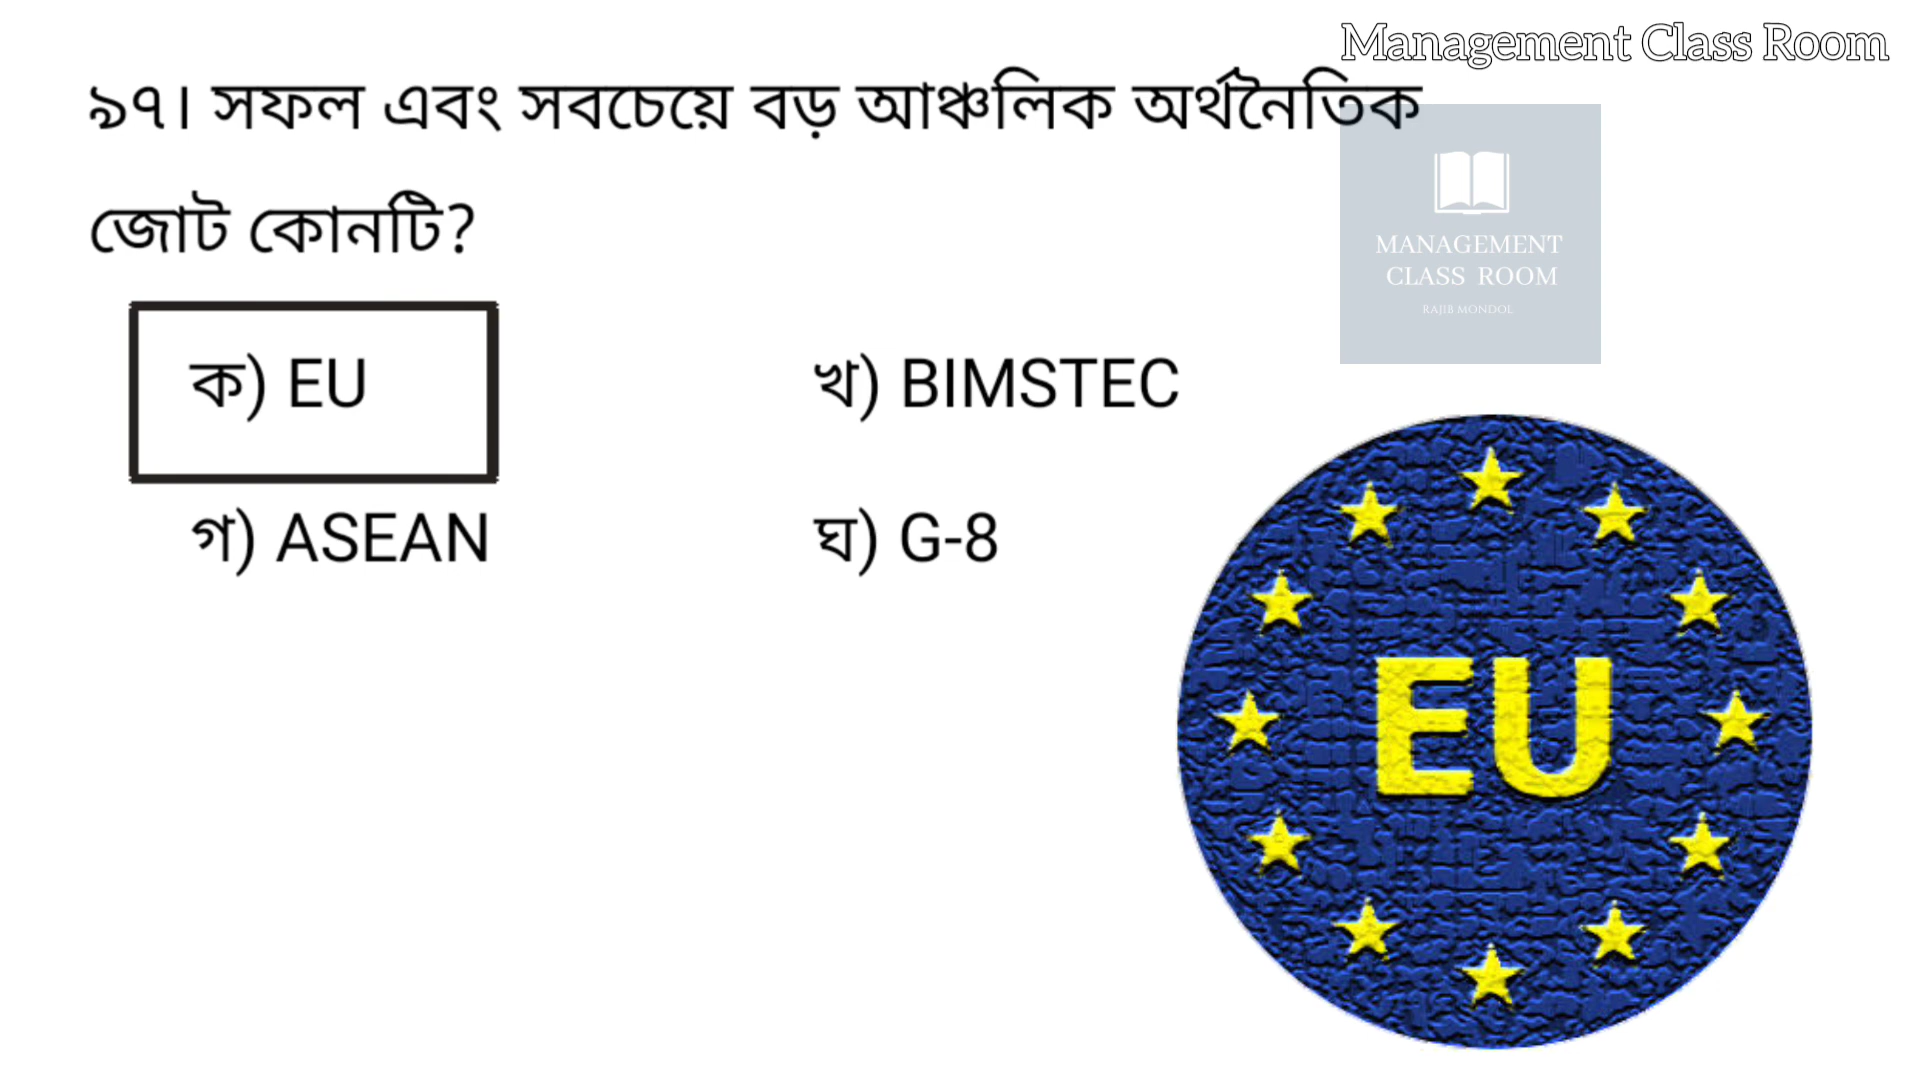 Management Class Room
৯৭। সফল এবং সবচেয়ে বড় আঞ্চলিক অর্থনৈতিক
জোট কোনটি?
MANAGEMENT
CLASS ROOM
RAJIB MONDOL
ক) EU
খ) BIMSTEC
গ) ASEAN
ঘ) G-8
EU